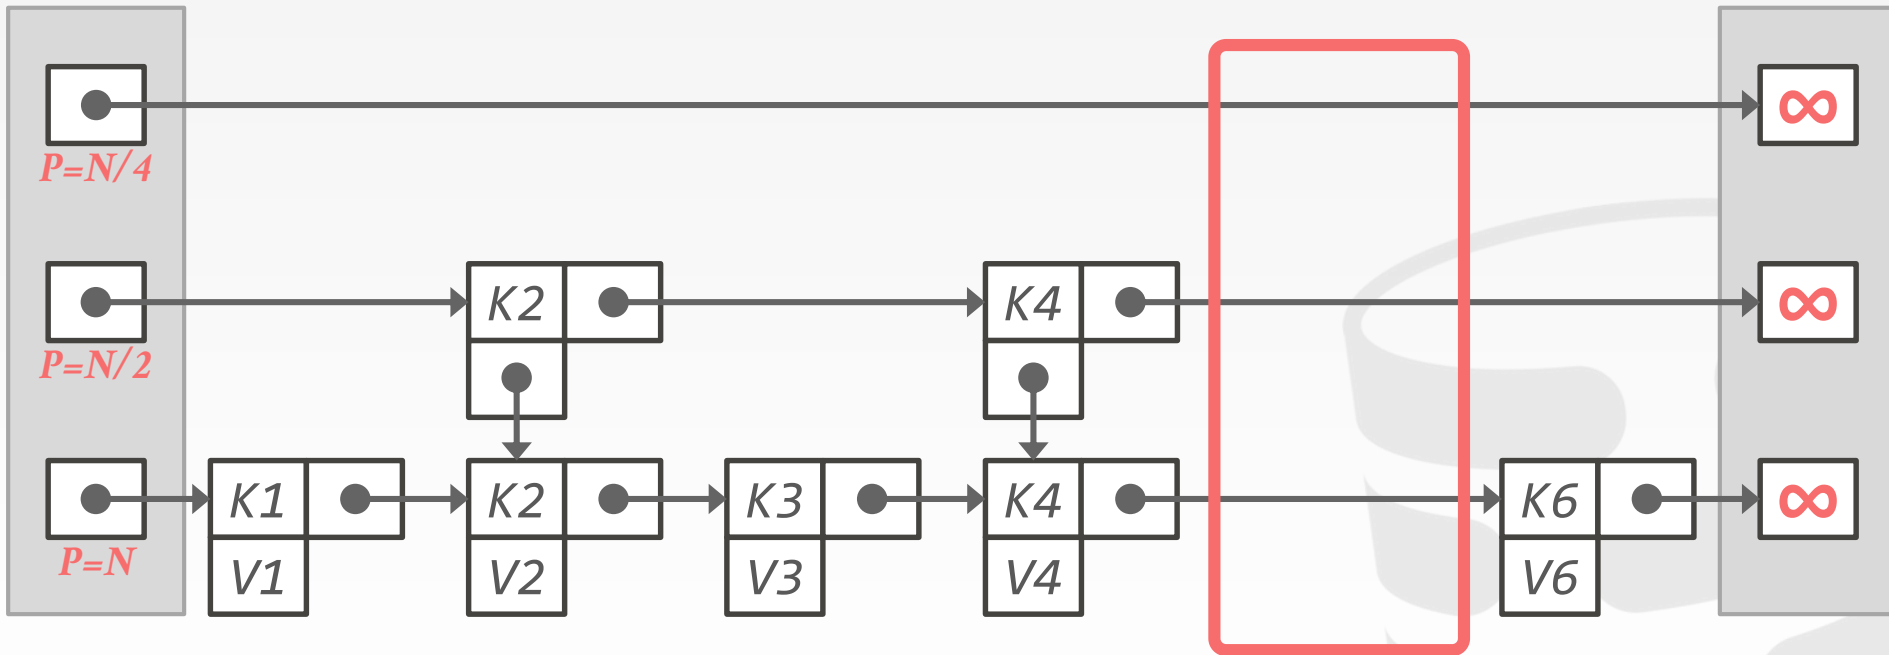 ∞
P=N/4
K2 K4 ∞
P=N/2
K1 K2 K3 K4 K6 ∞
P=N
V1 V2 V3 V4 V6